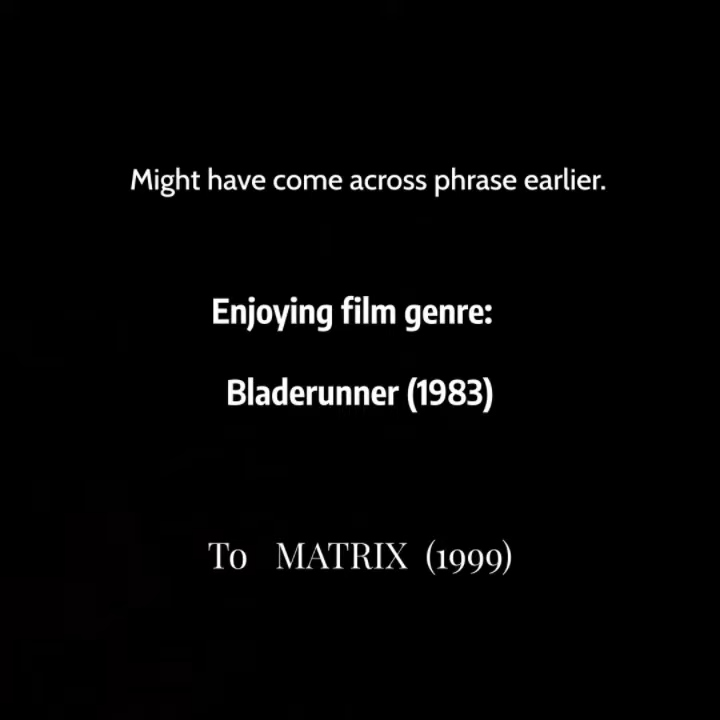 Might have come across phrase earlier.
Enjoying film genre:
Bladerunner (1983)
To MATRIX (1999)